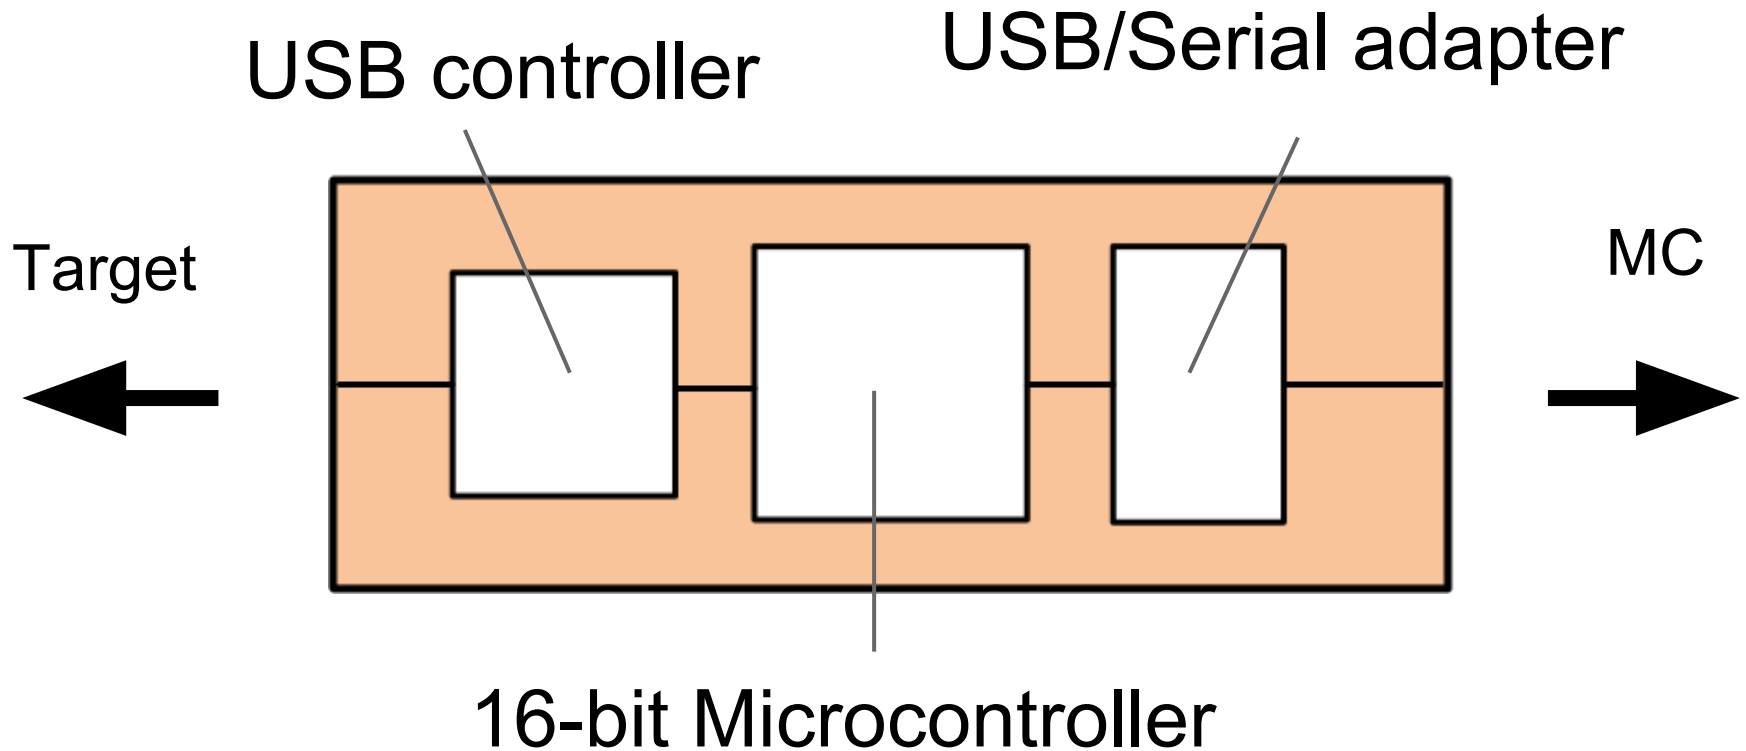 USB controller
USB/Serial adapter
Target
MC
16-bit Microcontroller